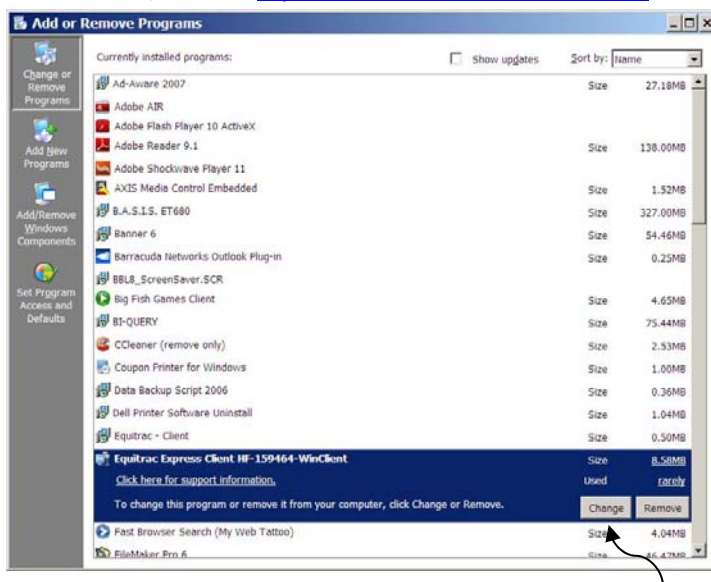 Add or Remove Programs
Change or
Remove
Programs
Add New
Programs
Add/Remove
Windows
Components
Set Program
Access and
Defaults
Currently installed programs: Show updates Sort by: Name
Ad-Aware 2007 Size 27.18MB
Adobe AIR
Adobe Flash Player 10 ActiveX
Adobe Reader 9.1 Size 138.00MB
Adobe Shockwave Player 11
AXIS Media Control Embedded Size 1.52MB
B.A.S.I.S. ET680 Size 327.00MB
Banner 6 Size 54.46MB
Barracuda Networks Outlook Plug-in Size 0.25MB
BBL8_ScreenSaver.SCR
Big Fish Games Client Size 4.65MB
BI-QUERY Size 75.44MB
CCleaner (remove only) Size 2.53MB
Coupon Printer for Windows Size 1.00MB
Data Backup Script 2006 Size 0.36MB
Dell Printer Software Uninstall Size 1.04MB
Equitrac - Client Size 0.50MB
Equitrac Express Client HF-159464-WinClient Size 8.58MB
Click here for support information. Used rarely
To change this program or remove it from your computer, click Change or Remove. Change Remove
Fast Browser Search (My Web Tattoo) Size 4.04MB
FileMaker Pro 6 Size 46.47MB